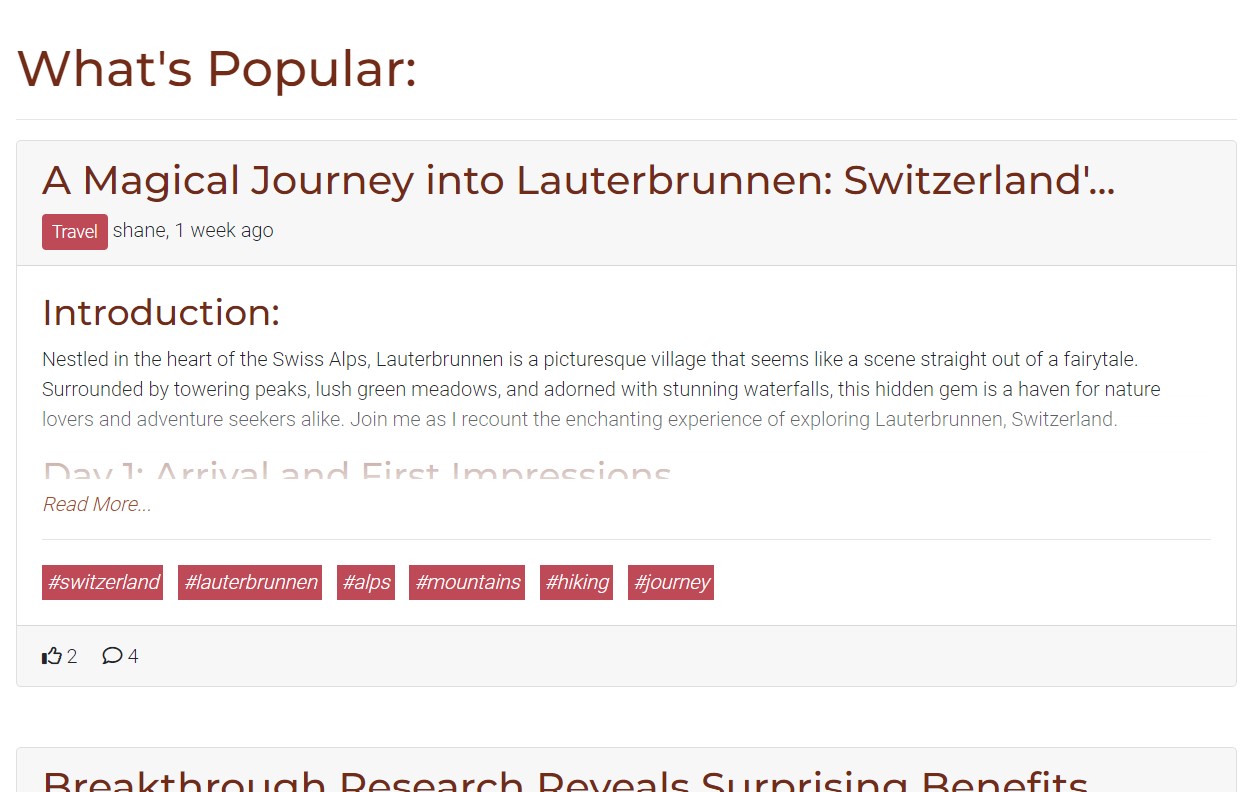 What's Popular:
A Magical Journey into Lauterbrunnen: Switzerland'...
Travel shane, 1 week ago
Introduction:
Nestled in the heart of the Swiss Alps, Lauterbrunnen is a picturesque village that seems like a scene straight out of a fairytale.
Surrounded by towering peaks, lush green meadows, and adorned with stunning waterfalls, this hidden gem is a haven for nature
lovers and adventure seekers alike. Join me as I recount the enchanting experience of exploring Lauterbrunnen, Switzerland.
Day 1: Arrival and First Impressions
Read More...
#switzerland #lauterbrunnen #alps #mountains #hiking #journey
2 4
Breakthrough Research Reveals Surprising Benefits